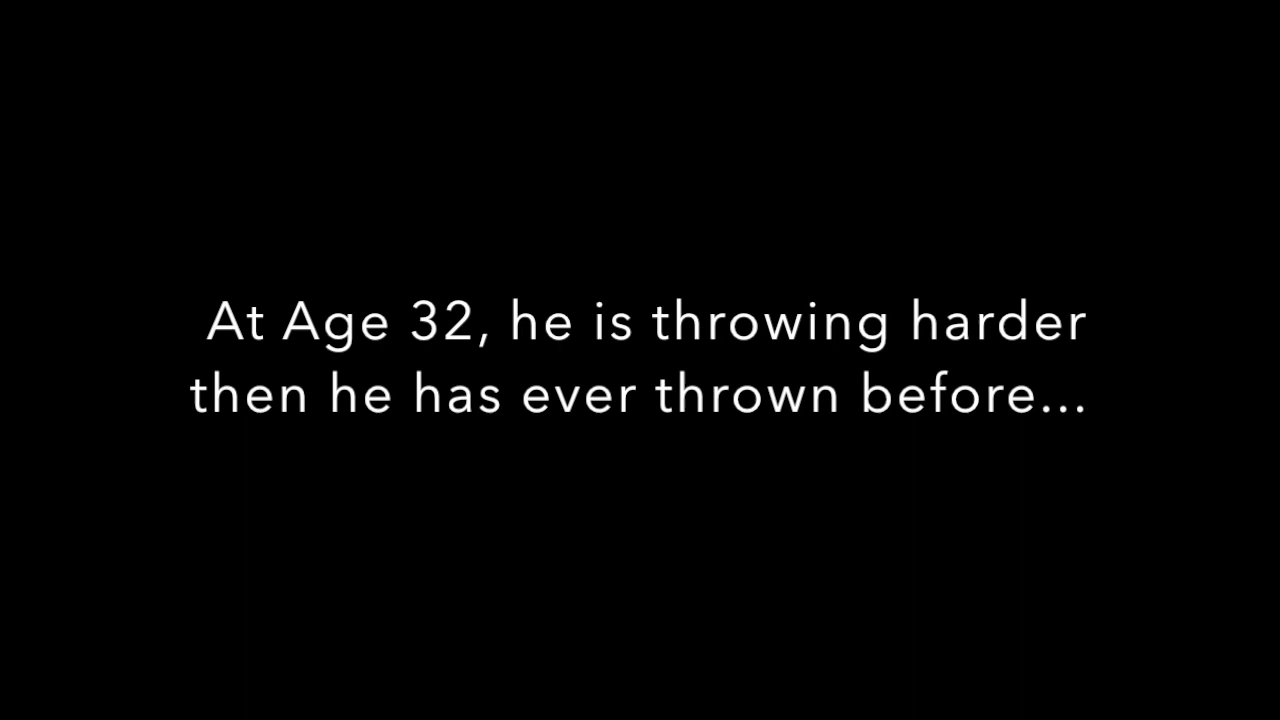 At Age 32, he is throwing harder
then he has ever thrown before...